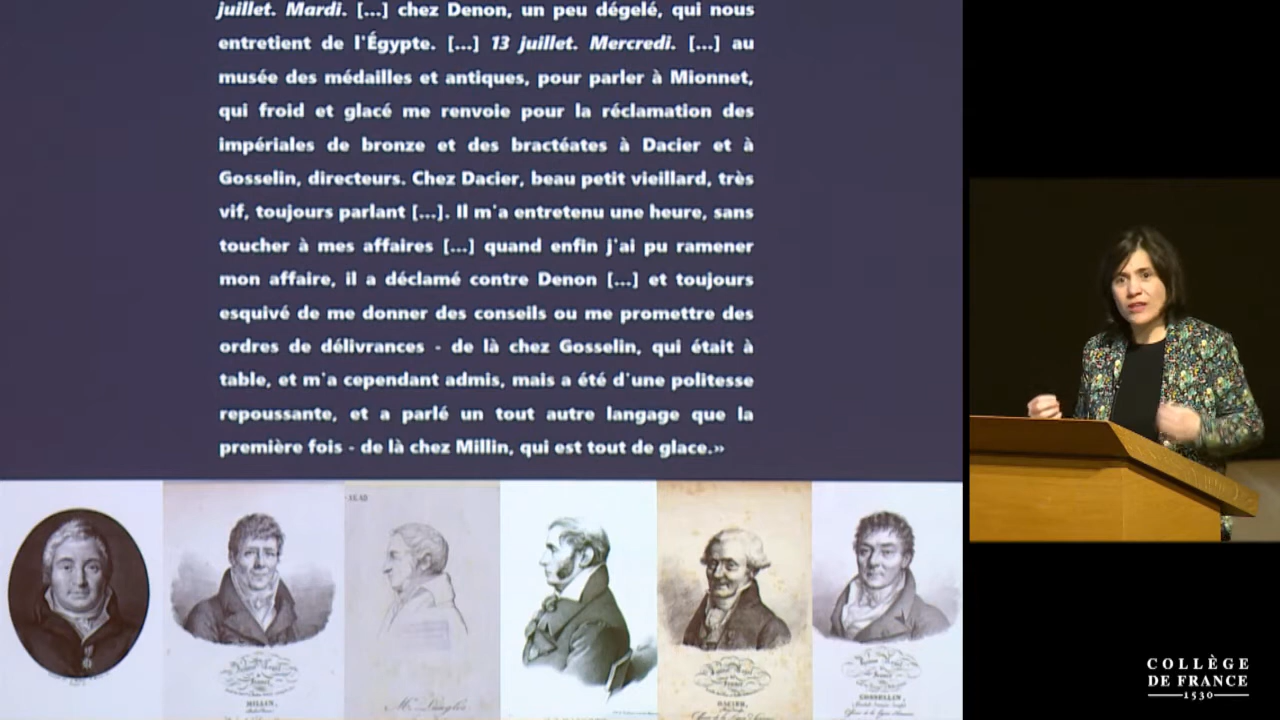 juillet. Mardi. [...] chez Denon, un peu dégelé, qui nous
entretient de l'Égypte. [...] 13 juillet. Mercredi. [...] au
musée des médailles et antiques, pour parler à Mionnet,
qui froid et glacé me renvoie pour la réclamation des
impériales de bronze et des bractéates à Dacier et à
Gosselin, directeurs. Chez Dacier, beau petit vieillard, très
vif, toujours parlant [...]. Il m'a entretenu une heure, sans
toucher à mes affaires [...] quand enfin j'ai pu ramener
mon affaire, il a déclamé contre Denon [...] et toujours
esquivé de me donner des conseils ou me promettre des
ordres de délivrances - de là chez Gosselin, qui était à
table, et m'a cependant admis, mais a été d'une politesse
repoussante, et a parlé un tout autre langage que la
première fois - de là chez Millin, qui est tout de glace.»
MILLIN,
Mr. Langlès
DACIER,
GOSSELLIN,
COLLÈGE
DE FRANCE
1530